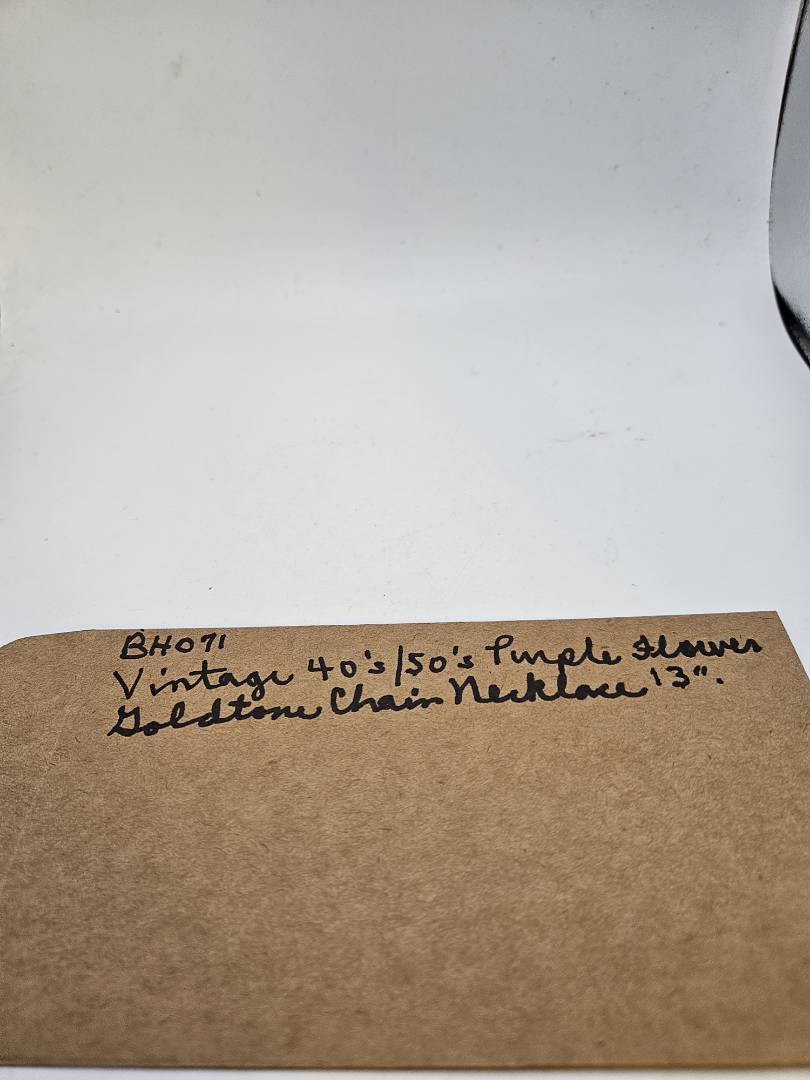 BH071
Vintage 40's/50's Purple Flower
Goldtone Chain Necklace 13".